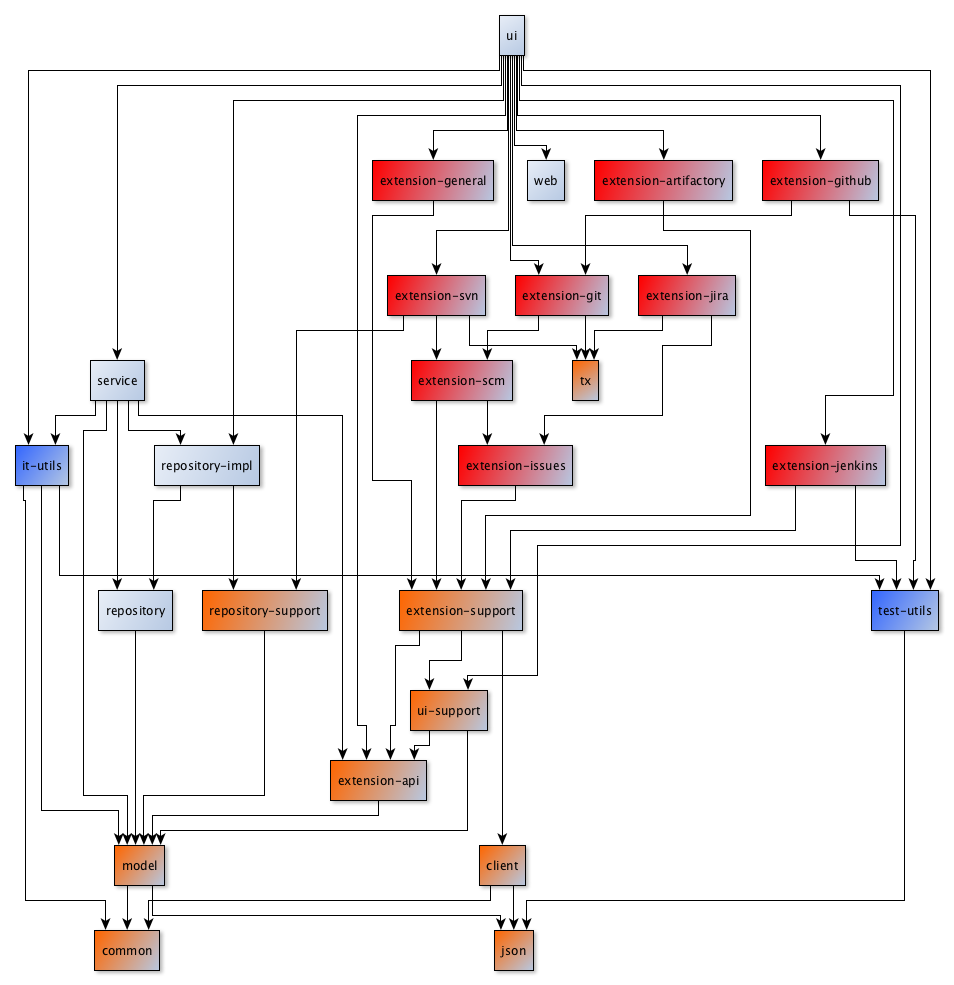 ui
extension-general
web
extension-artifactory
extension-github
extension-svn
extension-git
extension-jira
service
extension-scm
tx
it-utils
repository-impl
extension-issues
extension-jenkins
repository
repository-support
extension-support
test-utils
ui-support
extension-api
model
client
common
json